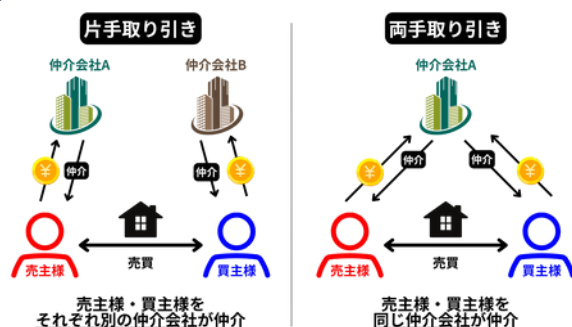 片手取り引き
仲介会社A
仲介会社B
¥
仲介
仲介
¥
売主様
売買
買主様
売主様・買主様を
それぞれ別の仲介会社が仲介
両手取り引き
仲介会社A
¥
仲介
仲介
¥
売主様
売買
買主様
売主様・買主様を
同じ仲介会社が仲介